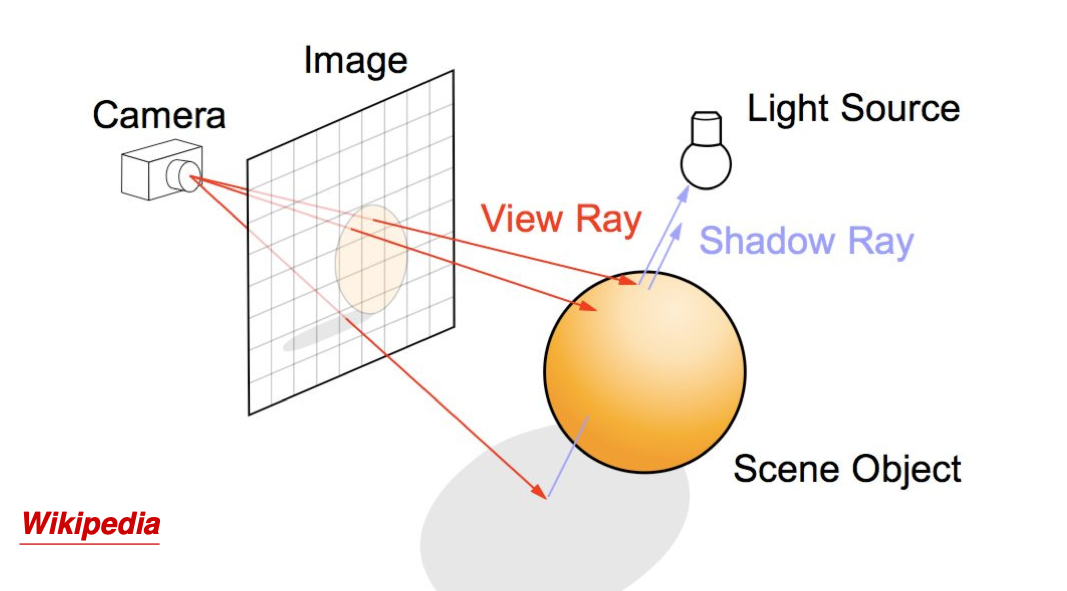 Image
Camera
Light Source
View Ray
Shadow Ray
Scene Object
Wikipedia